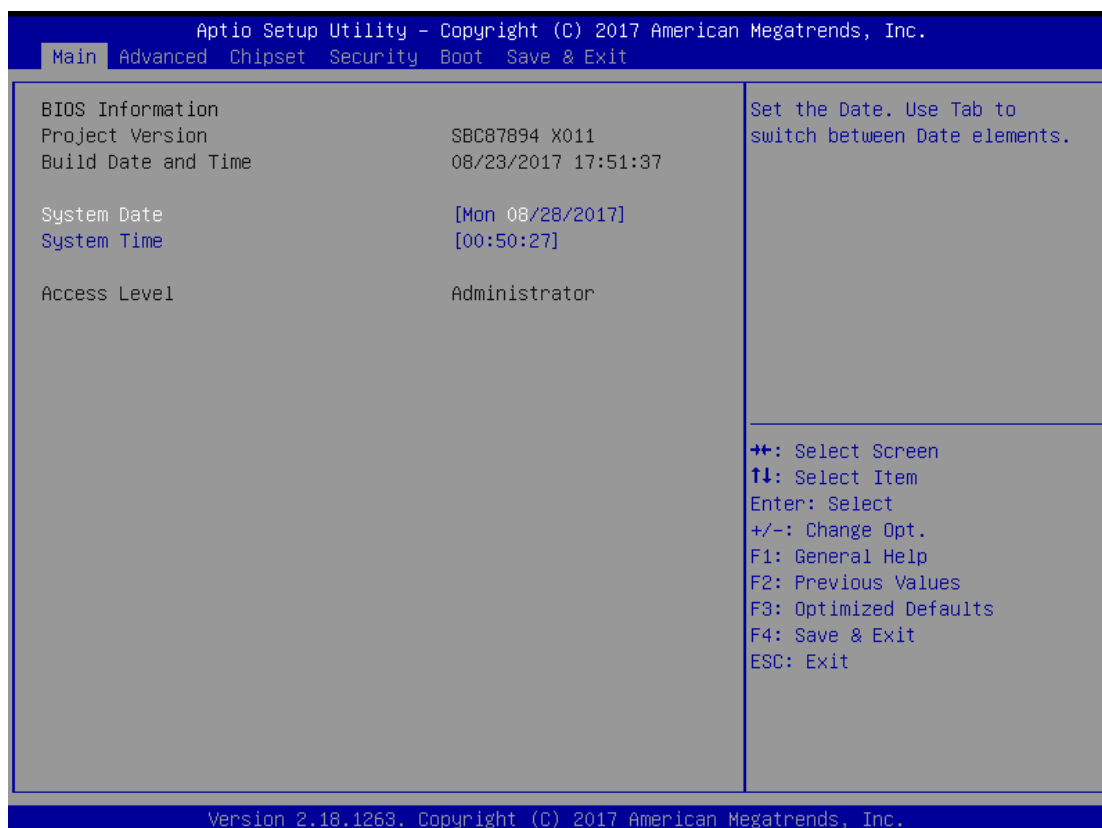 Aptio Setup Utility – Copyright (C) 2017 American Megatrends, Inc.
Main Advanced Chipset Security Boot Save & Exit
BIOS Information
Project Version SBC87894 X011
Build Date and Time 08/23/2017 17:51:37
System Date [Mon 08/28/2017]
System Time [00:50:27]
Access Level Administrator
Set the Date. Use Tab to
switch between Date elements.
→←: Select Screen
↑↓: Select Item
Enter: Select
+/-: Change Opt.
F1: General Help
F2: Previous Values
F3: Optimized Defaults
F4: Save & Exit
ESC: Exit
Version 2.18.1263. Copyright (C) 2017 American Megatrends, Inc.